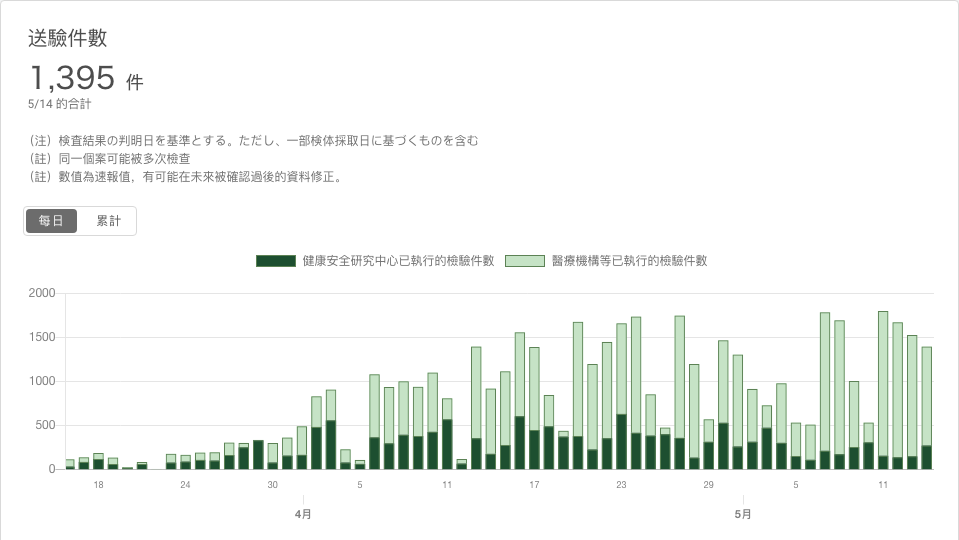 送驗件數
1,395 件
5/14 的合計
（注）検査結果の判明日を基準とする。ただし、一部検体採取日に基づくものを含む
（註）同一個案可能被多次檢查
（註）數值為速報值，有可能在未來被確認過後的資料修正。
每日 累計
健康安全研究中心已執行的檢驗件數 醫療機構等已執行的檢驗件數
2000
1500
1000
500
0
18 24 30 5 11 17 23 29 5 11
4月 5月